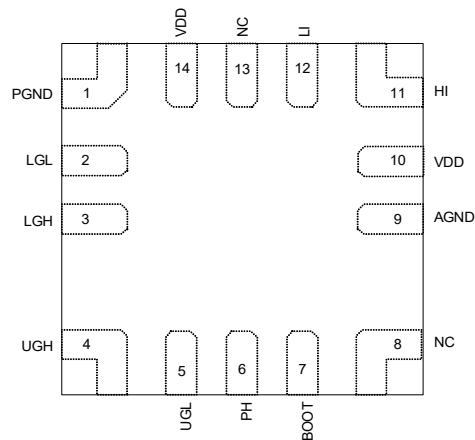 VDD NC LI
14 13 12
PGND 1 11 HI
LGL 2 10 VDD
LGH 3 9 AGND
UGH 4 8 NC
5 6 7
UGL PH BOOT